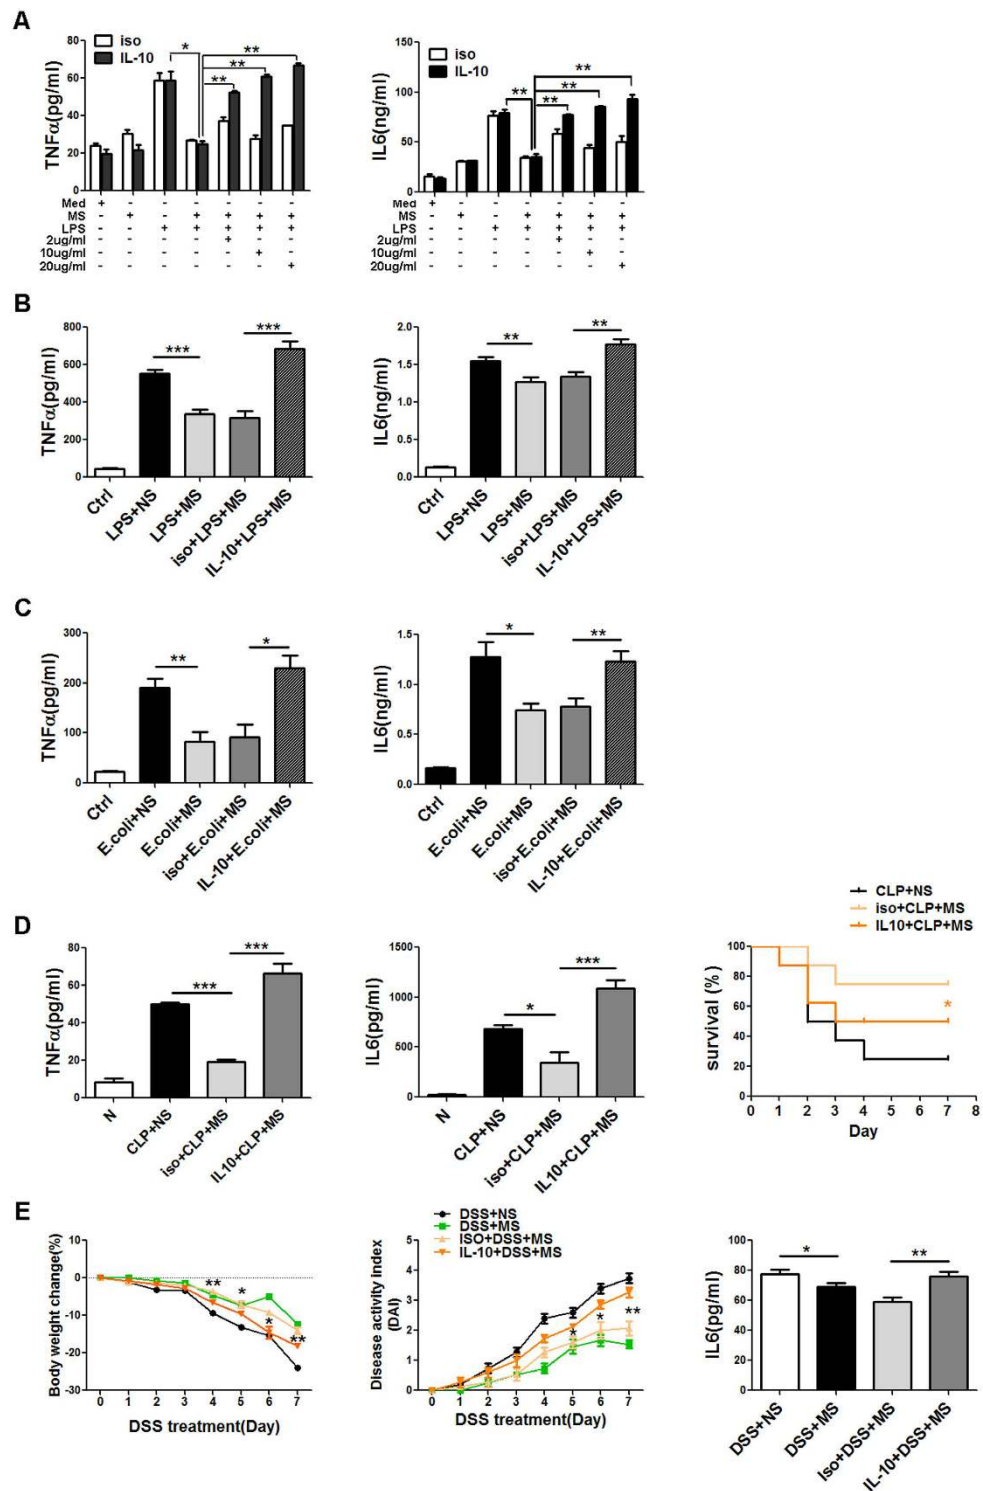 A
TNFα(pg/ml)
80
60
40
20
0
iso
IL-10
*
**
**
**
Med + - - - - - -
MS - + - + + + +
LPS - - + + + + +
2ug/ml - - - - + - -
10ug/ml - - - - - + -
20ug/ml - - - - - - +
IL6(pg/ml)
150
100
50
0
iso
IL-10
**
**
**
**
Med + - - - - - -
MS - + - + + + +
LPS - - + + + + +
2ug/ml - - - - + - -
10ug/ml - - - - - + -
20ug/ml - - - - - - +
B
TNFα(pg/ml)
800
600
400
200
0
***
***
Ctrl
LPS+NS
LPS+MS
iso+LPS+MS
IL-10+LPS+MS
IL6(ng/ml)
2.0
1.5
1.0
0.5
0.0
**
**
Ctrl
LPS+NS
LPS+MS
iso+LPS+MS
IL-10+LPS+MS
C
TNFα(pg/ml)
300
200
100
0
**
*
Ctrl
E.coli+NS
E.coli+MS
iso+E.coli+MS
IL-10+E.coli+MS
IL6(ng/ml)
1.5
1.0
0.5
0.0
*
**
Ctrl
E.coli+NS
E.coli+MS
iso+E.coli+MS
IL-10+E.coli+MS
D
TNFα(pg/ml)
80
60
40
20
0
***
***
N
CLP+NS
iso+CLP+MS
IL10+CLP+MS
IL6(pg/ml)
1500
1000
500
0
*
***
N
CLP+NS
iso+CLP+MS
IL10+CLP+MS
CLP+NS
iso+CLP+MS
IL10+CLP+MS
survival (%)
100
80
60
40
20
0
*
0 1 2 3 4 5 6 7 8
Day
E
Body weight change(%)
10
0
-10
-20
-30
**
*
*
**
0 1 2 3 4 5 6 7
DSS treatment(Day)
DSS+NS
DSS+MS
ISO+DSS+MS
IL-10+DSS+MS
Disease activity index
(DAI)
5
4
3
2
1
0
*
*
**
0 1 2 3 4 5 6 7
DSS treatment(Day)
IL6(pg/ml)
100
80
60
40
20
0
*
**
DSS+NS
DSS+MS
Iso+DSS+MS
IL-10+DSS+MS